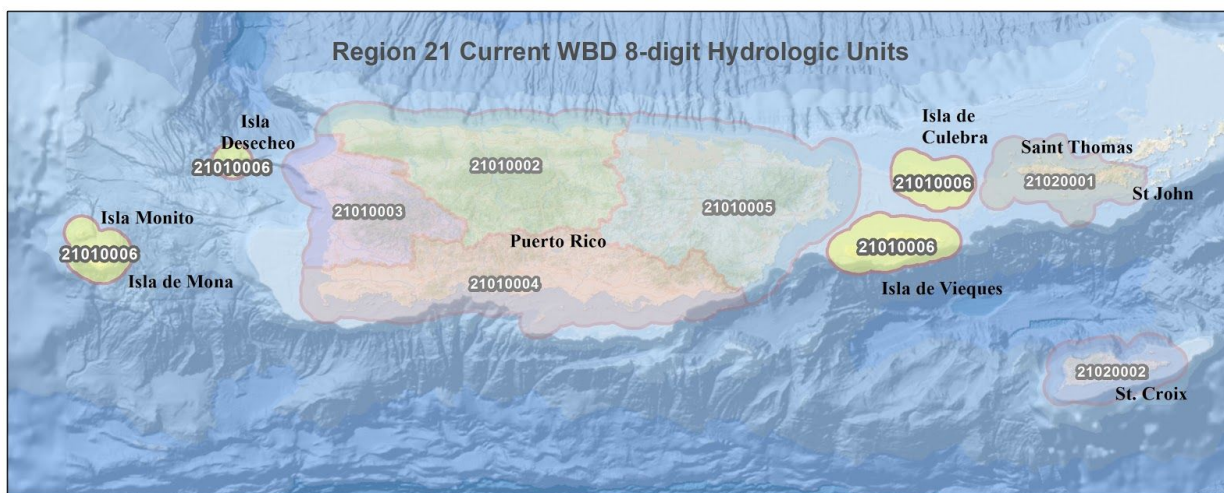 Region 21 Current WBD 8-digit Hydrologic Units
Isla
Desecheo
21010006
Isla Monito
21010006
Isla de Mona
21010002
21010003
21010005
Puerto Rico
21010004
Isla de
Culebra
21010006
21010006
Isla de Vieques
Saint Thomas
21020001
St John
21020002
St. Croix